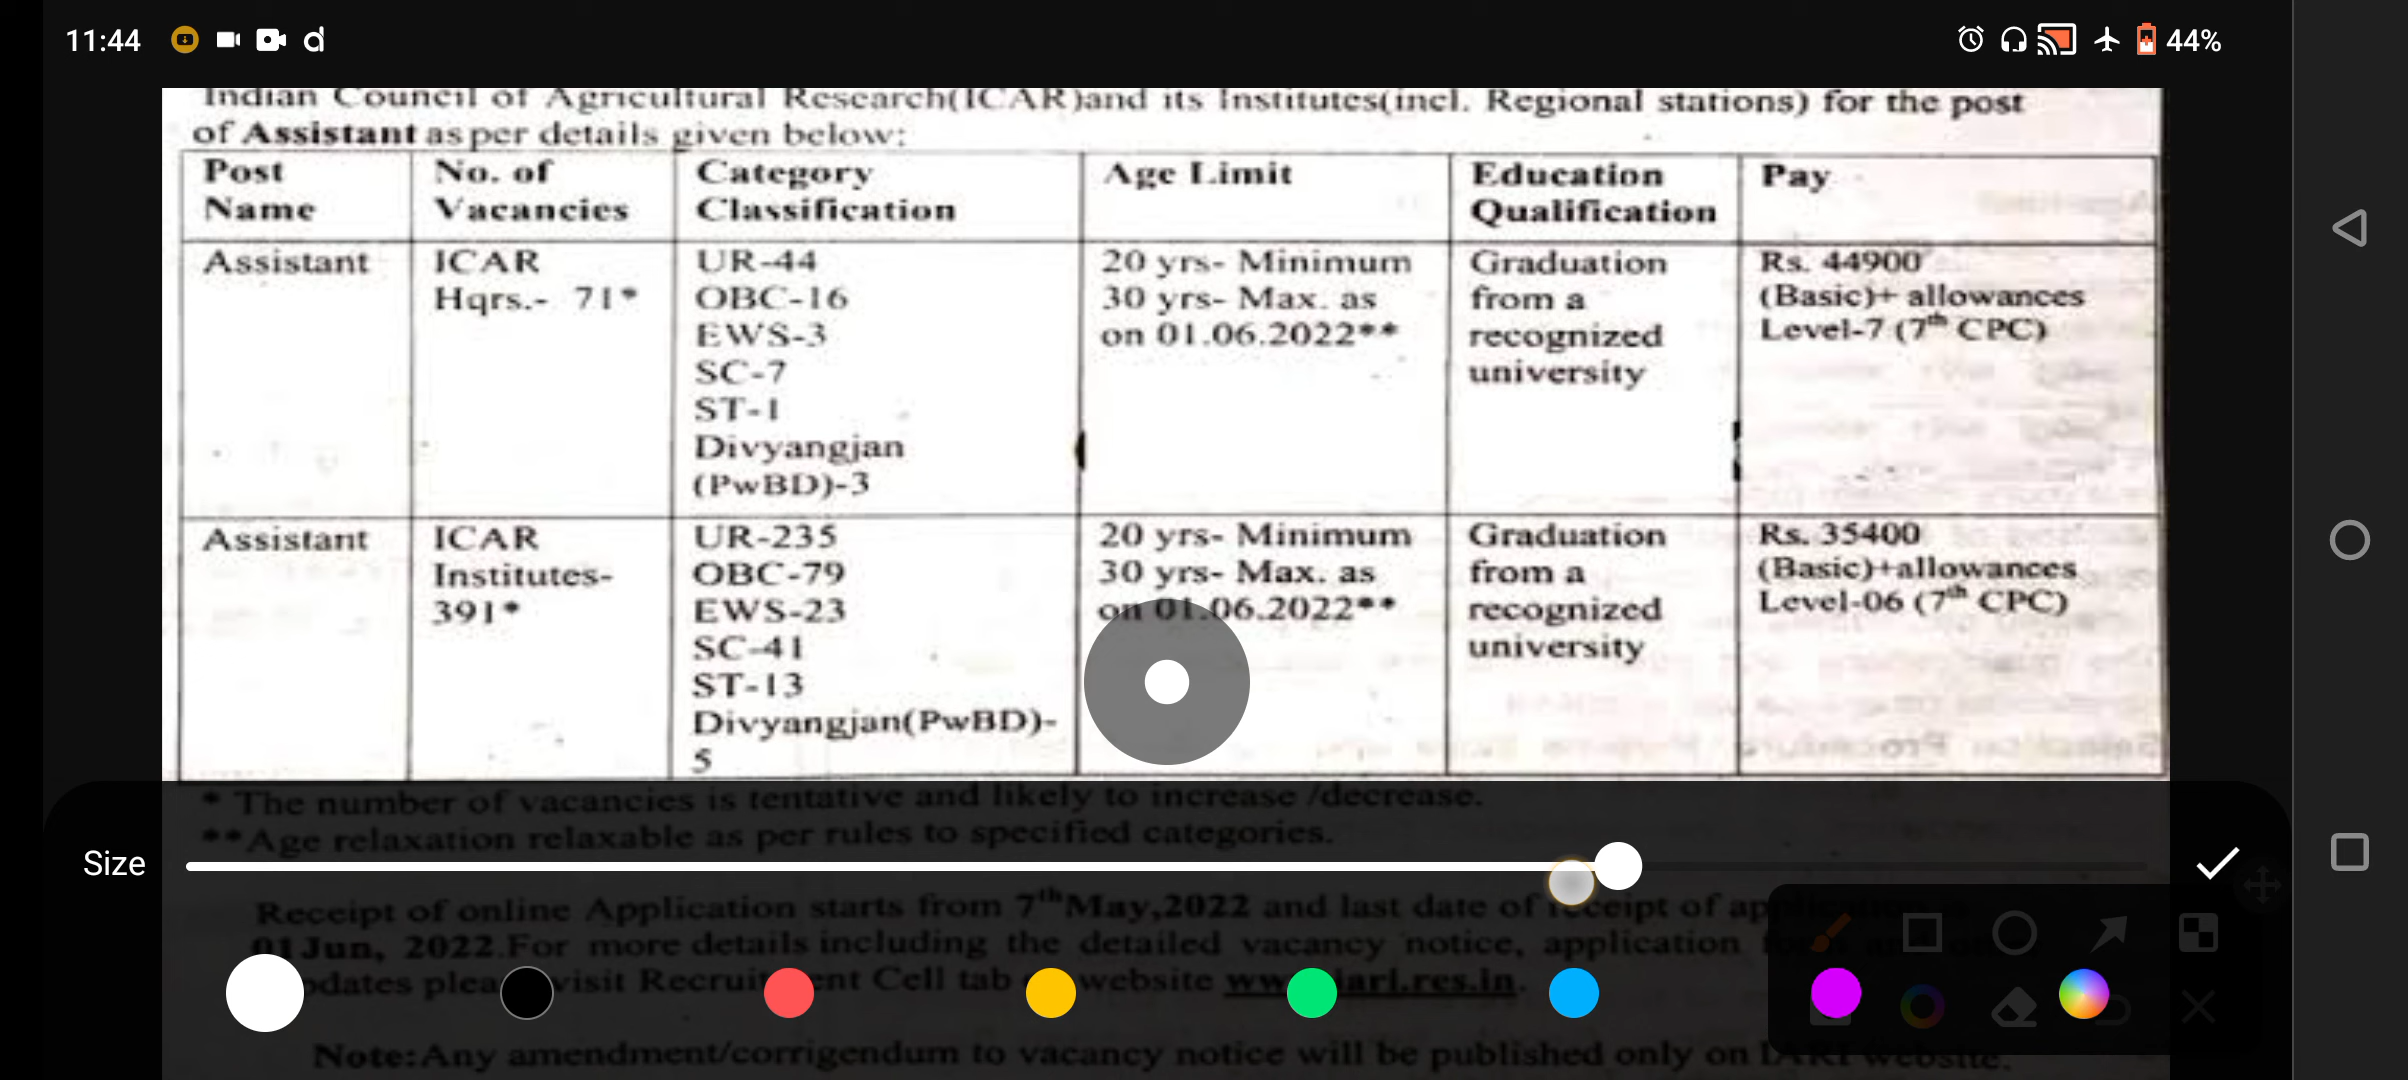 11:44
44%
Indian Council of Agricultural Research(ICAR)and its Institutes(incl. Regional stations) for the post
of Assistant as per details given below:
Post Name
No. of Vacancies
Category Classification
Age Limit
Education Qualification
Pay
Assistant
ICAR
Hqrs.- 71*
UR-44
OBC-16
EWS-3
SC-7
ST-1
Divyangjan
(PwBD)-3
20 yrs- Minimum
30 yrs- Max. as
on 01.06.2022**
Graduation
from a
recognized
university
Rs. 44900
(Basic)+ allowances
Level-7 (7th CPC)
Assistant
ICAR
Institutes-
391*
UR-235
OBC-79
EWS-23
SC-41
ST-13
Divyangjan(PwBD)-
5
20 yrs- Minimum
30 yrs- Max. as
on 01.06.2022**
Graduation
from a
recognized
university
Rs. 35400
(Basic)+allowances
Level-06 (7th CPC)
* The number of vacancies is tentative and likely to increase /decrease.
**Age relaxation relaxable as per rules to specified categories.
Size
Receipt of online Application starts from 7th May,2022 and last date of receipt of
01 Jun, 2022.For more details including the detailed vacancy notice, application
visit Cell tab website
Note:Any amendment/corrigendum to vacancy notice will be published only on IARI website.